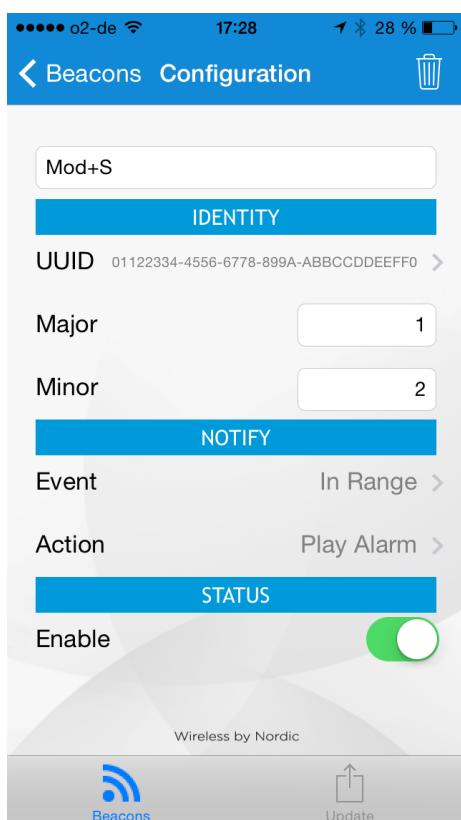 o2-de 17:28 28 %
Beacons Configuration
Mod+S
IDENTITY
UUID 01122334-4556-6778-899A-ABBCCDDEEFF0
Major 1
Minor 2
NOTIFY
Event In Range
Action Play Alarm
STATUS
Enable
Wireless by Nordic
Beacons Update